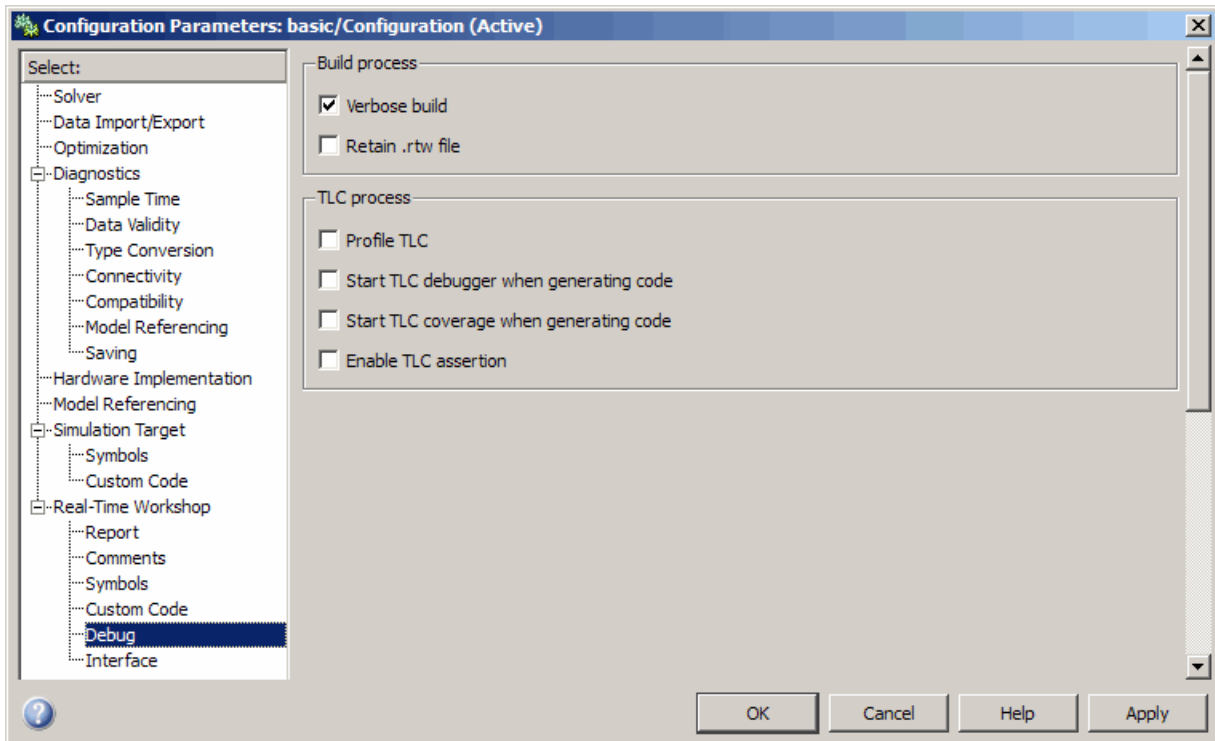 Configuration Parameters: basic/Configuration (Active)
Select:
Solver
Data Import/Export
Optimization
Diagnostics
Sample Time
Data Validity
Type Conversion
Connectivity
Compatibility
Model Referencing
Saving
Hardware Implementation
Model Referencing
Simulation Target
Symbols
Custom Code
Real-Time Workshop
Report
Comments
Symbols
Custom Code
Debug
Interface
Build process
Verbose build
Retain .rtw file
TLC process
Profile TLC
Start TLC debugger when generating code
Start TLC coverage when generating code
Enable TLC assertion
OK Cancel Help Apply